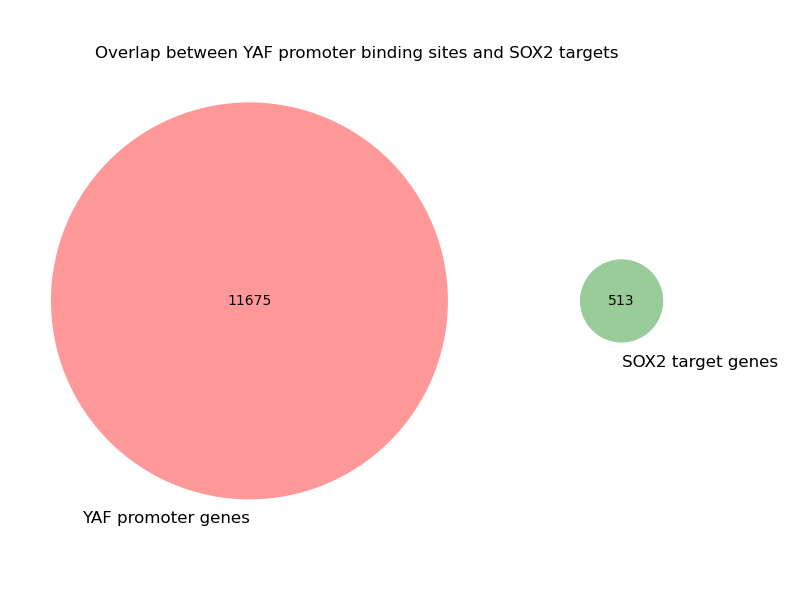 Overlap between YAF promoter binding sites and SOX2 targets
11675
513
SOX2 target genes
YAF promoter genes